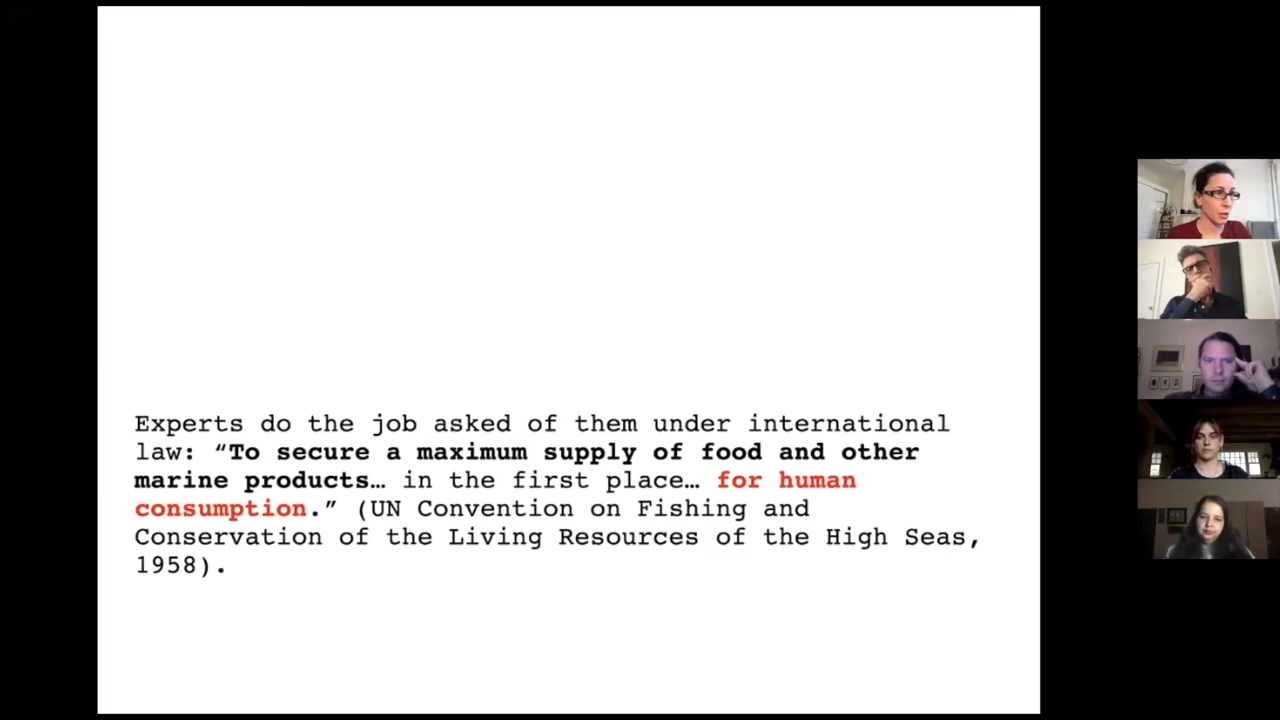 Experts do the job asked of them under international
law: “To secure a maximum supply of food and other
marine products… in the first place… for human
consumption.” (UN Convention on Fishing and
Conservation of the Living Resources of the High Seas,
1958).